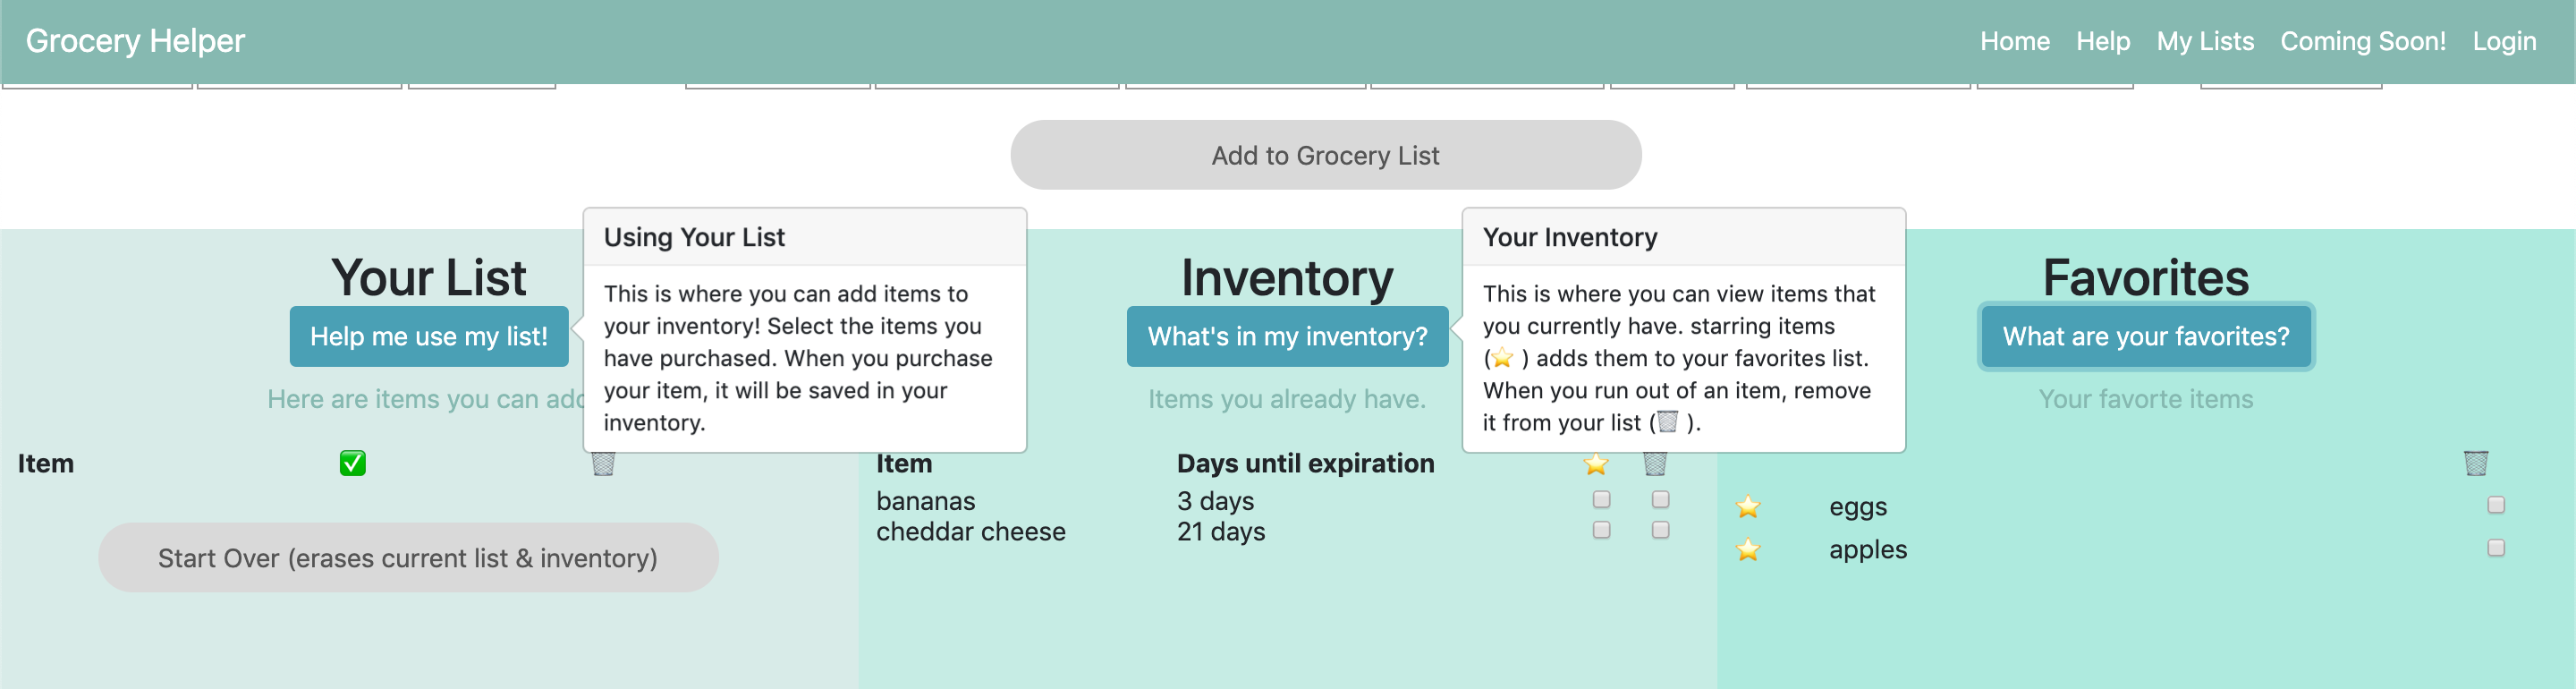 Grocery Helper
Home Help My Lists Coming Soon! Login
Add to Grocery List
Your List
Help me use my list!
Here are items you can add
Using Your List
This is where you can add items to
your inventory! Select the items you
have purchased. When you purchase
your item, it will be saved in your
inventory.
Item ✅ 🗑️
Start Over (erases current list & inventory)
Inventory
What's in my inventory?
Items you already have.
Your Inventory
This is where you can view items that
you currently have. starring items
(⭐ ) adds them to your favorites list.
When you run out of an item, remove
it from your list (🗑️ ).
Item Days until expiration ⭐ 🗑️
bananas 3 days
cheddar cheese 21 days
Favorites
What are your favorites?
Your favorte items
🗑️
⭐ eggs
⭐ apples